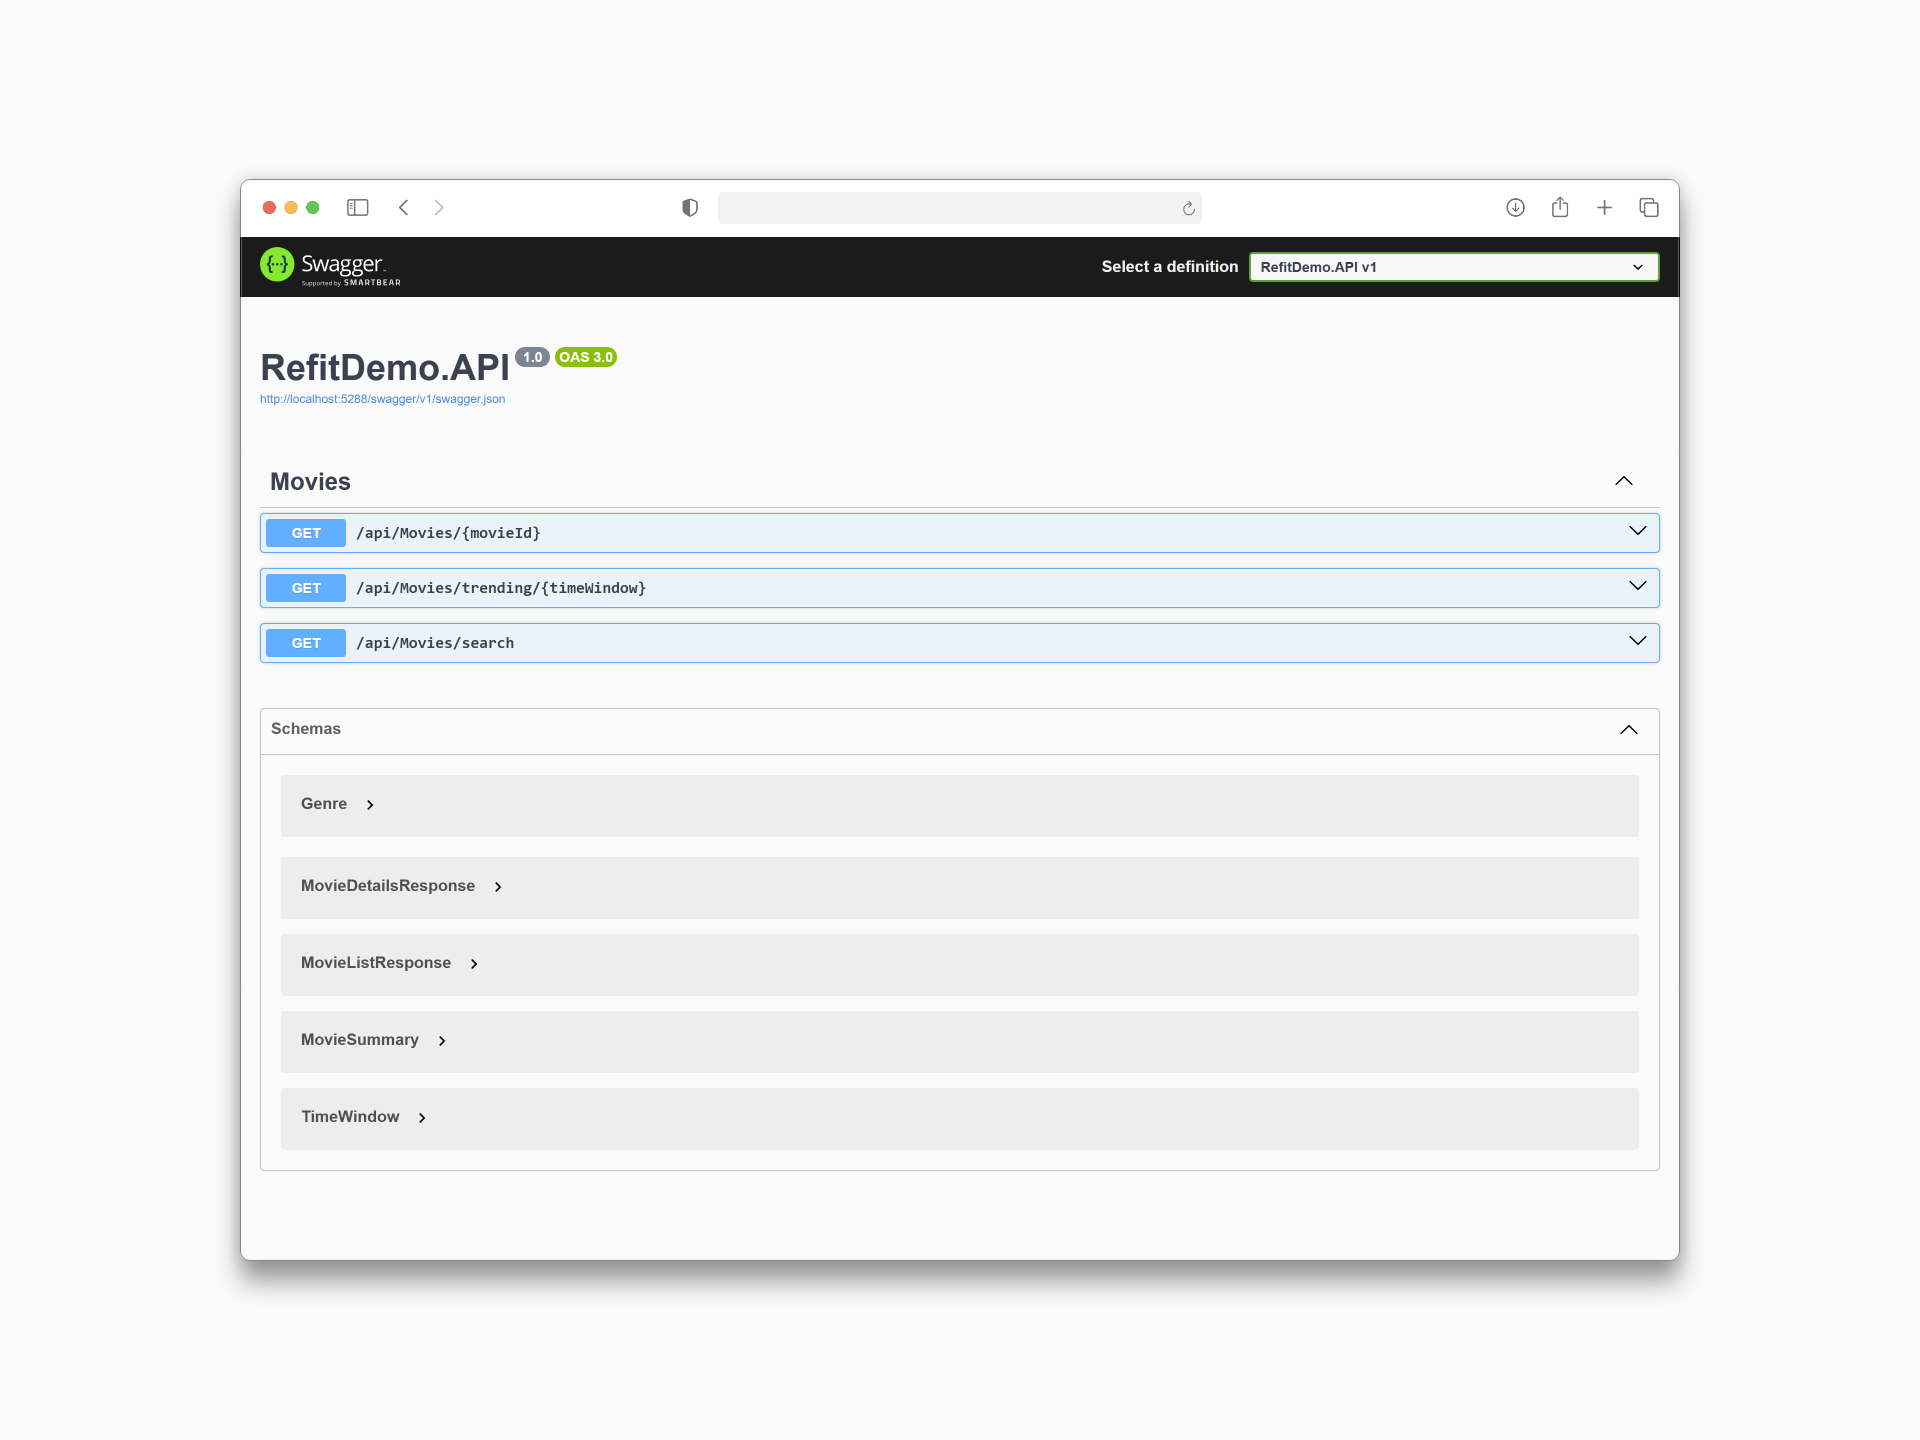 Swagger
Supported by SMARTBEAR
Select a definition
RefitDemo.API v1
RefitDemo.API 1.0 OAS 3.0
http://localhost:5288/swagger/v1/swagger.json
Movies
GET /api/Movies/{movieId}
GET /api/Movies/trending/{timeWindow}
GET /api/Movies/search
Schemas
Genre
MovieDetailsResponse
MovieListResponse
MovieSummary
TimeWindow